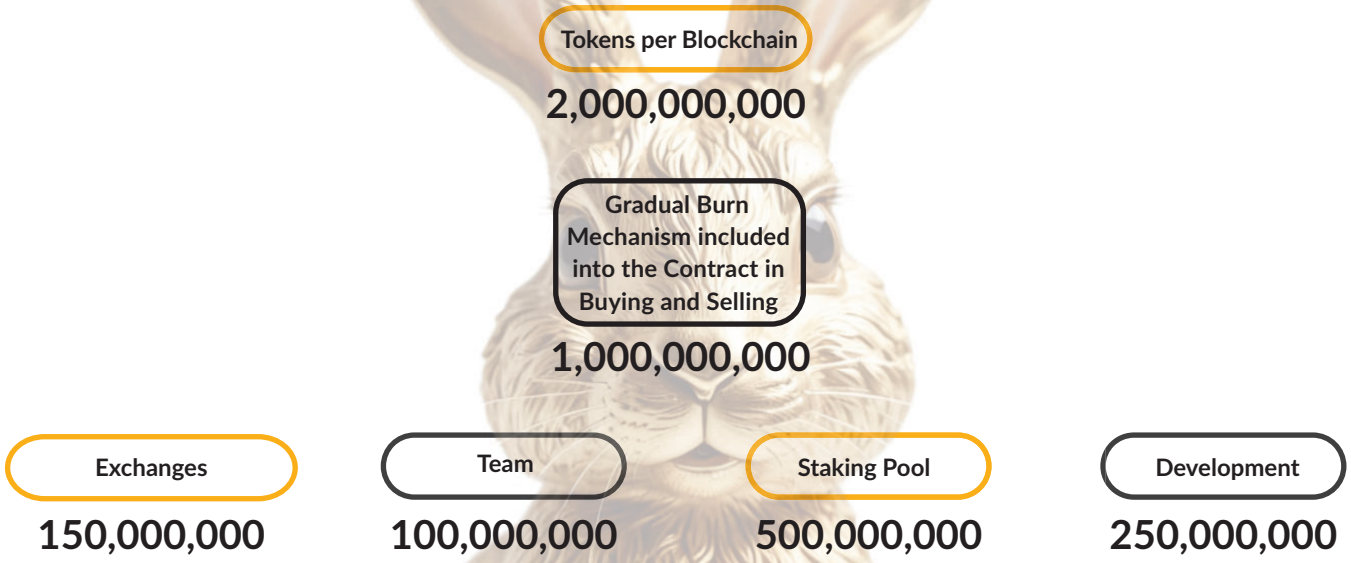 Tokens per Blockchain
2,000,000,000
Gradual Burn
Mechanism included
into the Contract in
Buying and Selling
1,000,000,000
Exchanges
150,000,000
Team
100,000,000
Staking Pool
500,000,000
Development
250,000,000